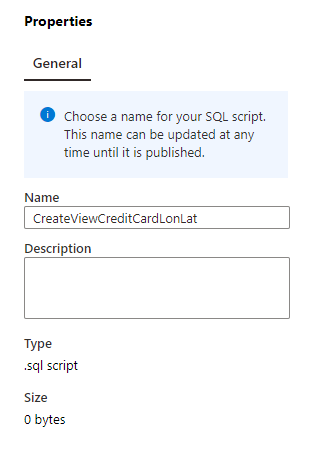 Properties
General
Choose a name for your SQL script.
This name can be updated at any
time until it is published.
Name
CreateViewCreditCardLonLat
Description
Type
.sql script
Size
0 bytes